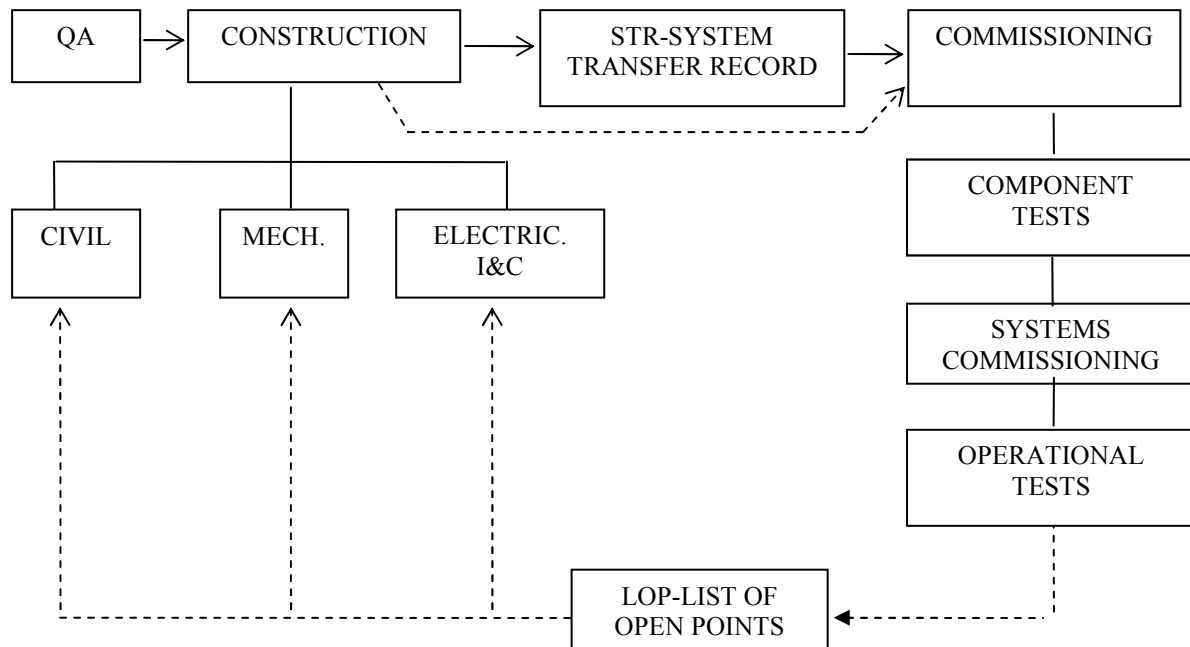 QA
CONSTRUCTION
STR-SYSTEM
TRANSFER RECORD
COMMISSIONING
COMPONENT
TESTS
CIVIL
MECH.
ELECTRIC.
I&C
SYSTEMS
COMMISSIONING
OPERATIONAL
TESTS
LOP-LIST OF
OPEN POINTS